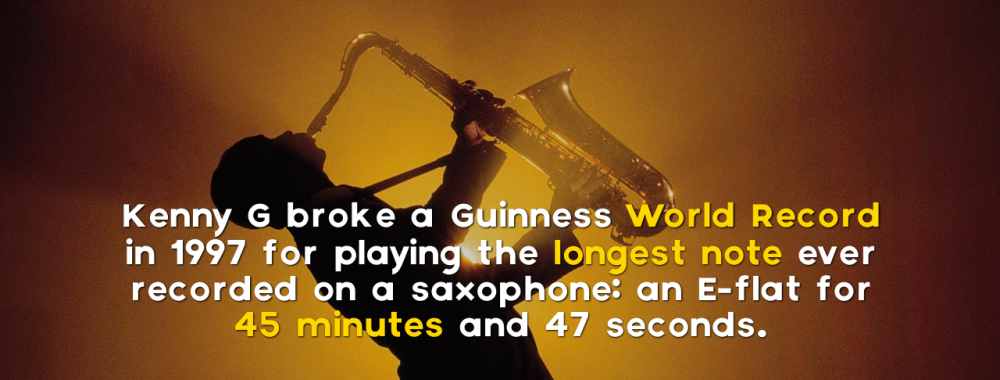 Kenny G broke a Guinness World Record
in 1997 for playing the longest note ever
recorded on a saxophone: an E-flat for
45 minutes and 47 seconds.